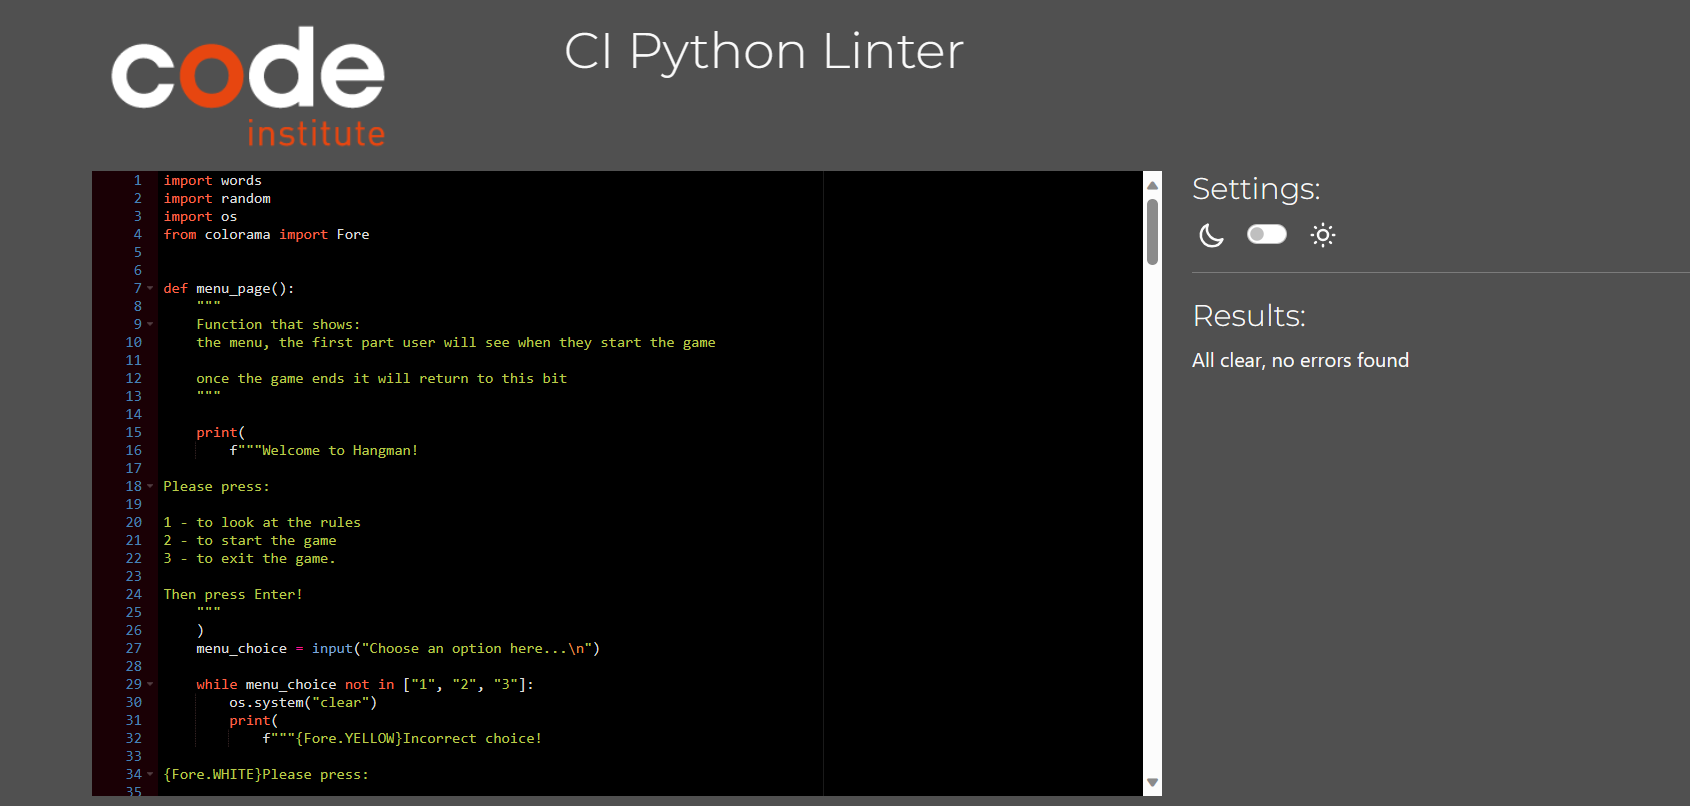 code
institute
CI Python Linter
1 import words
2 import random
3 import os
4 from colorama import Fore
5
6
7 def menu_page():
8     """
9     Function that shows:
10     the menu, the first part user will see when they start the game
11
12     once the game ends it will return to this bit
13     """
14
15     print(
16         f"""Welcome to Hangman!
17
18 Please press:
19
20 1 - to look at the rules
21 2 - to start the game
22 3 - to exit the game.
23
24 Then press Enter!
25     """
26     )
27     menu_choice = input("Choose an option here...\n")
28
29     while menu_choice not in ["1", "2", "3"]:
30         os.system("clear")
31         print(
32             f"""{Fore.YELLOW}Incorrect choice!
33
34 {Fore.WHITE}Please press:
35
Settings:
Results:
All clear, no errors found